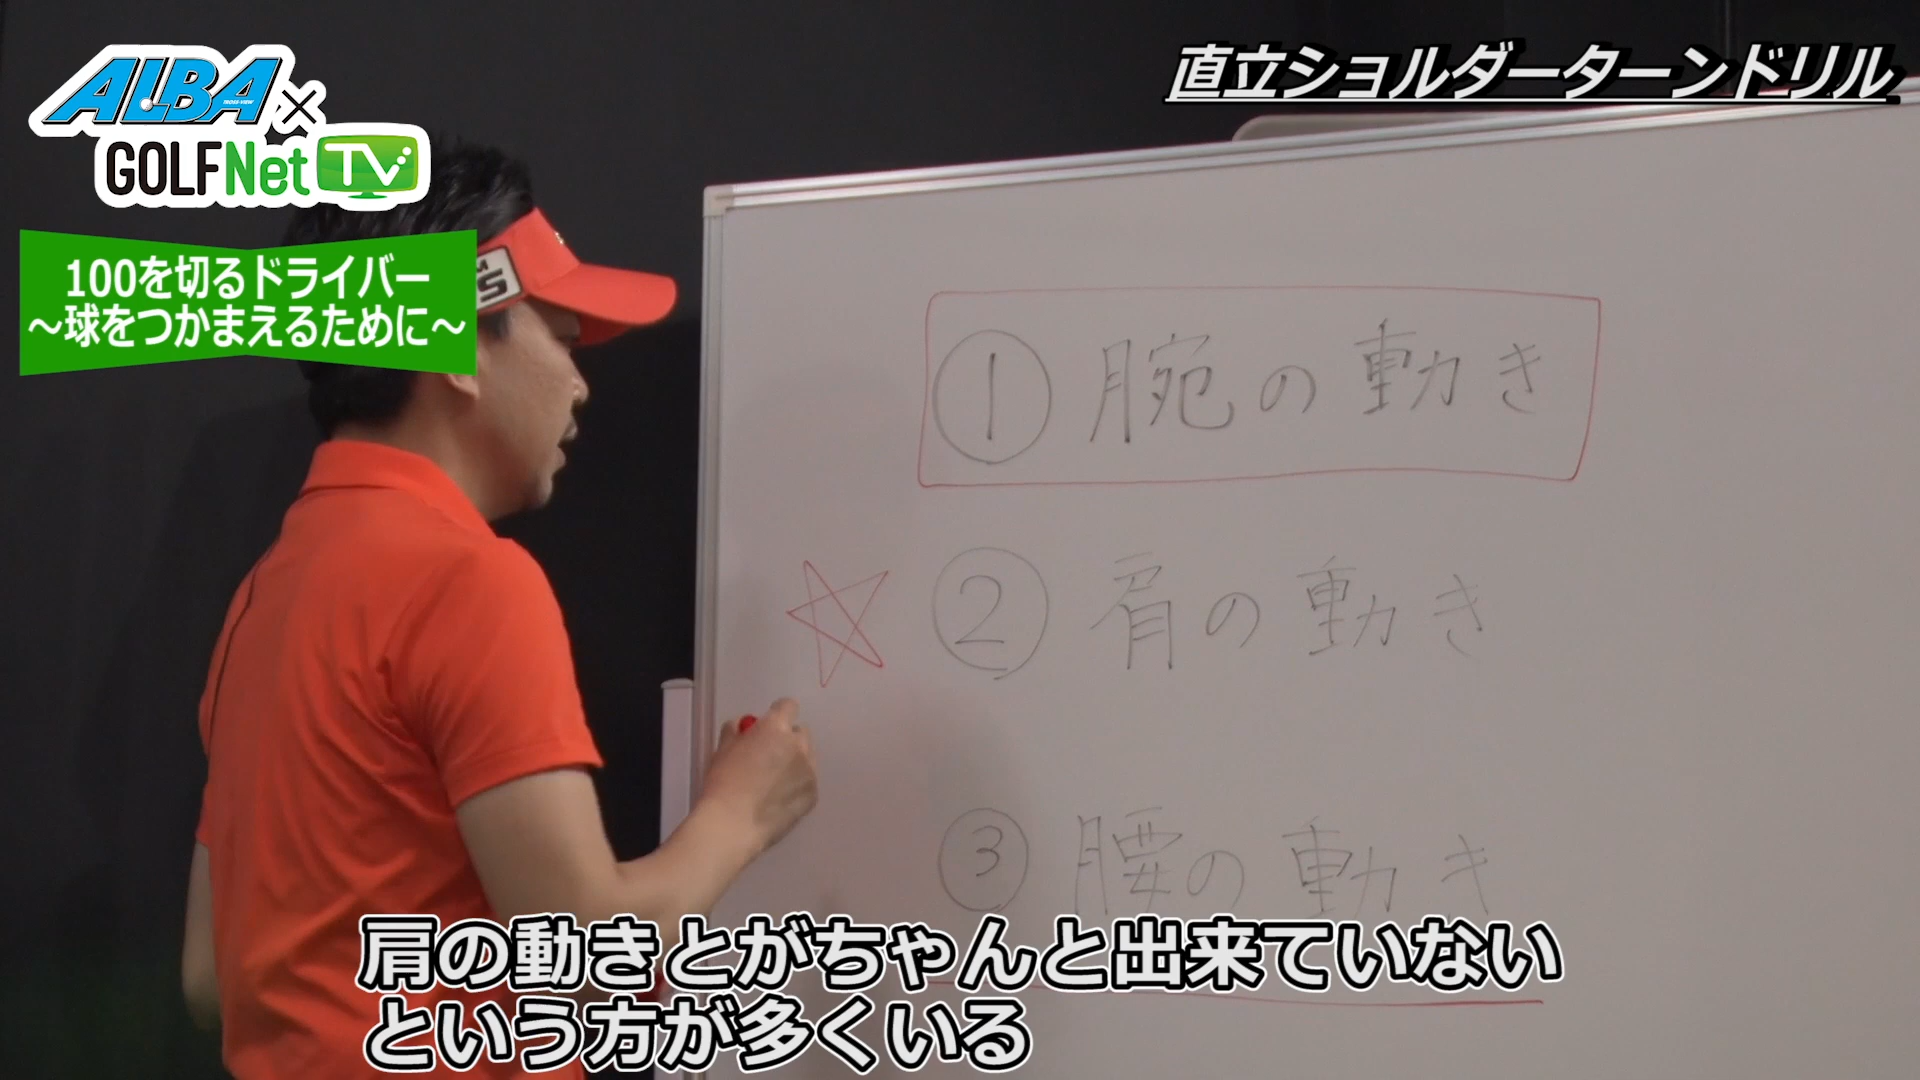 ALBA×
GOLFNetTV
直立ショルダーターンドリル
100を切るドライバー
～球をつかまえるために～
① 腕の動き
② 肩の動き
③ 腰の動き
肩の動きとがちゃんと出来ていない
という方が多くいる